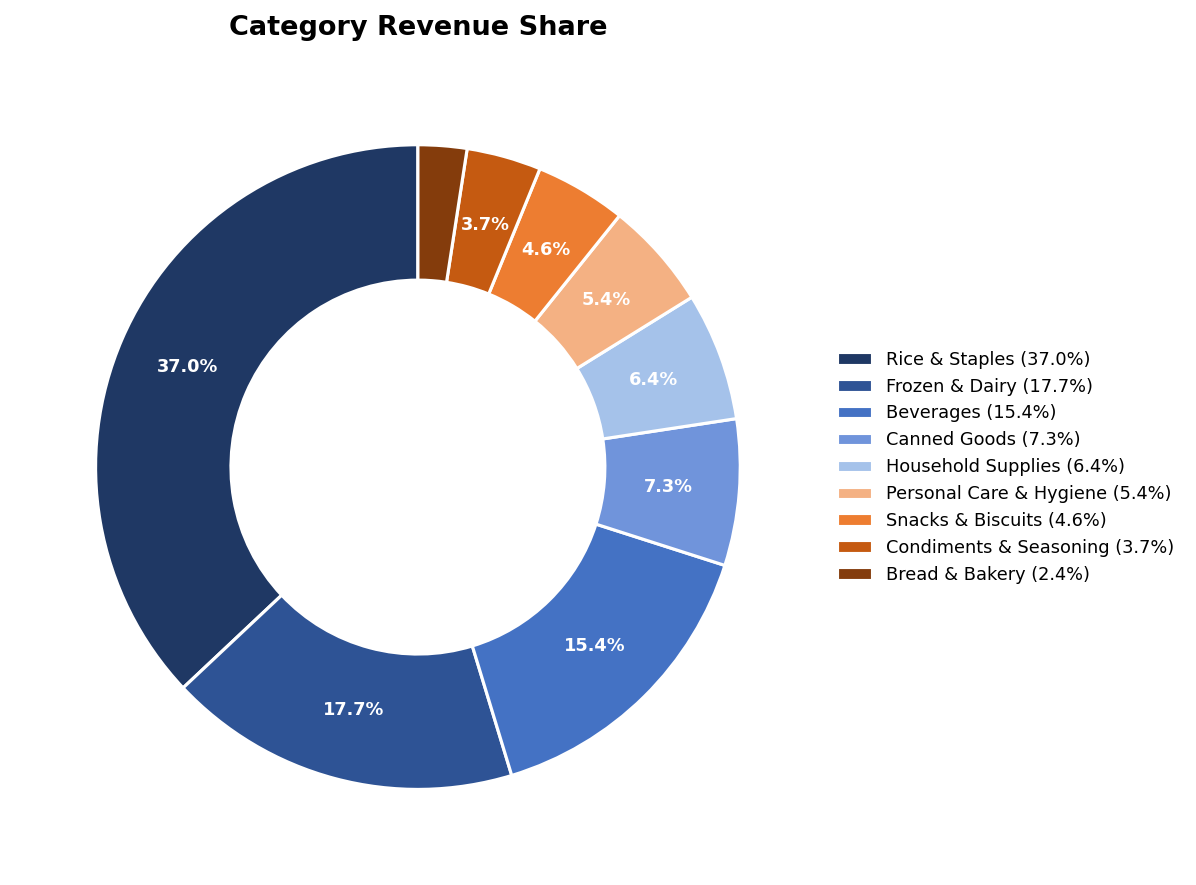 Category Revenue Share
3.7%
4.6%
5.4%
37.0%
6.4%
7.3%
15.4%
17.7%
Rice & Staples (37.0%)
Frozen & Dairy (17.7%)
Beverages (15.4%)
Canned Goods (7.3%)
Household Supplies (6.4%)
Personal Care & Hygiene (5.4%)
Snacks & Biscuits (4.6%)
Condiments & Seasoning (3.7%)
Bread & Bakery (2.4%)